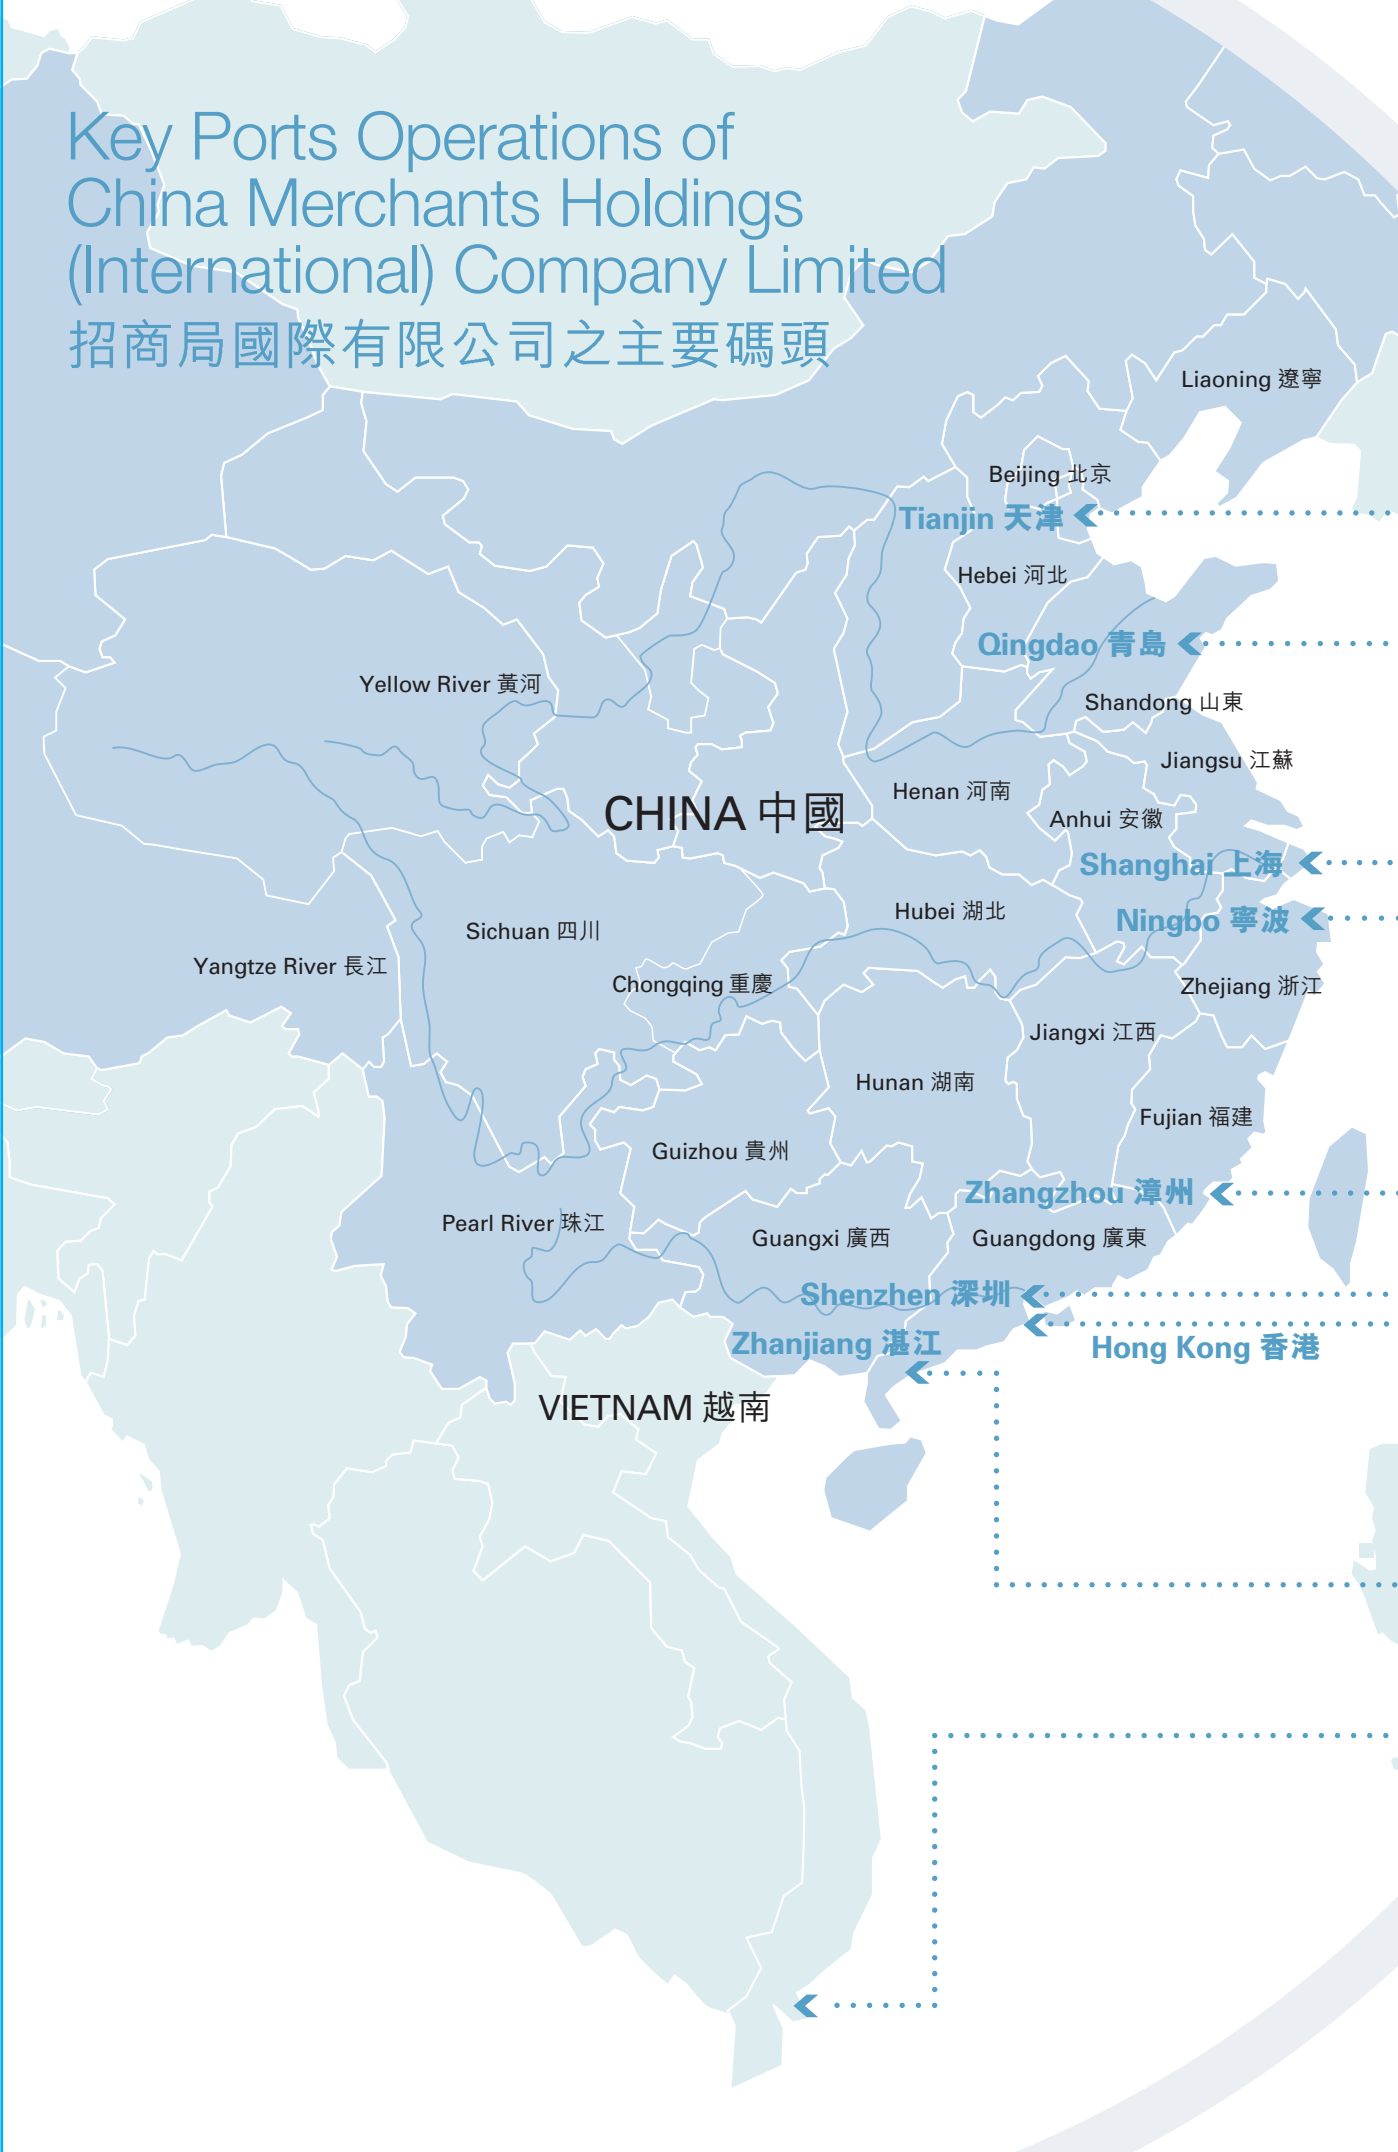 Key Ports Operations of
China Merchants Holdings
(International) Company Limited
招商局國際有限公司之主要碼頭
Liaoning 遼寧
Beijing 北京
Tianjin 天津
Hebei 河北
Qingdao 青島
Yellow River 黃河
Shandong 山東
Jiangsu 江蘇
Henan 河南
CHINA 中國
Anhui 安徽
Shanghai 上海
Hubei 湖北
Ningbo 寧波
Sichuan 四川
Yangtze River 長江
Chongqing 重慶
Zhejiang 浙江
Jiangxi 江西
Hunan 湖南
Fujian 福建
Guizhou 貴州
Zhangzhou 漳州
Pearl River 珠江
Guangxi 廣西
Guangdong 廣東
Shenzhen 深圳
Zhanjiang 湛江
Hong Kong 香港
VIETNAM 越南